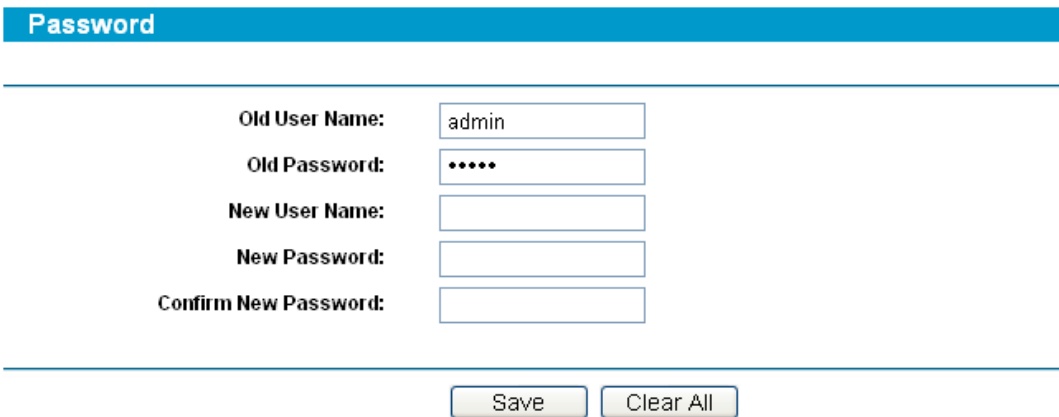 Password
Old User Name: admin
Old Password: •••••
New User Name:
New Password:
Confirm New Password:
Save Clear All